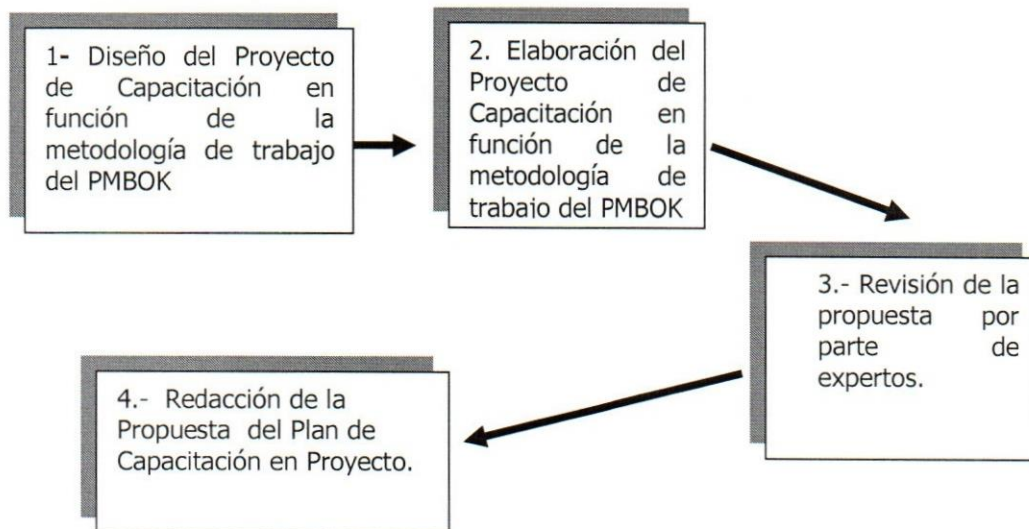 1- Diseño del Proyecto
de Capacitación en
función de la
metodología de trabajo
del PMBOK
2. Elaboración del
Proyecto de
Capacitación en
función de la
metodología de
trabajo del PMBOK
3.- Revisión de la
propuesta por
parte de
expertos.
4.- Redacción de la
Propuesta del Plan de
Capacitación en Proyecto.